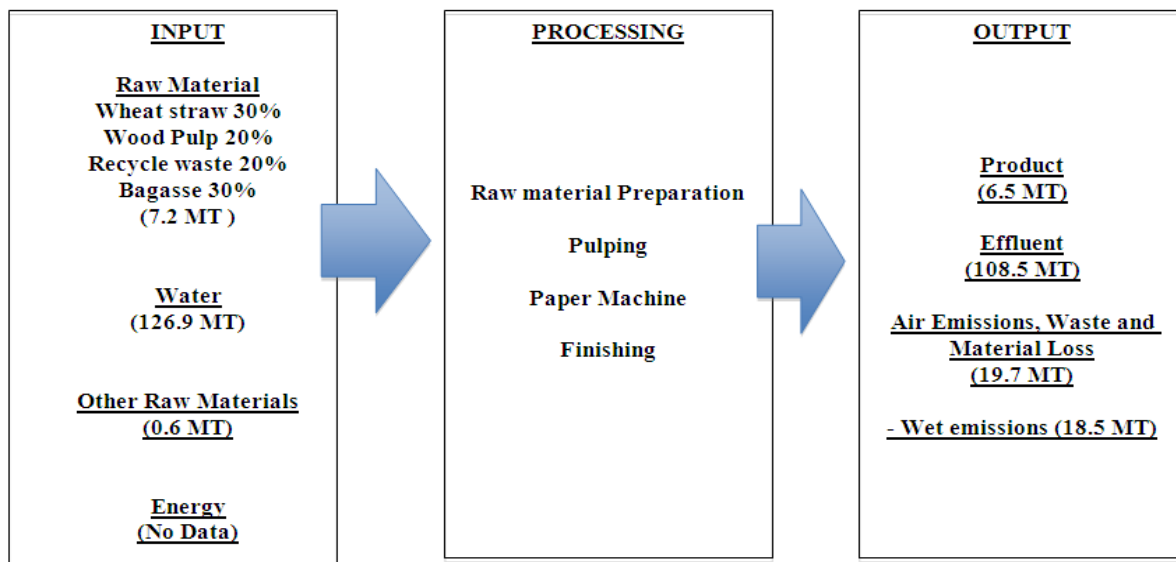 INPUT
Raw Material
Wheat straw 30%
Wood Pulp 20%
Recycle waste 20%
Bagasse 30%
(7.2 MT )
Water
(126.9 MT)
Other Raw Materials
(0.6 MT)
Energy
(No Data)
PROCESSING
Raw material Preparation
Pulping
Paper Machine
Finishing
OUTPUT
Product
(6.5 MT)
Effluent
(108.5 MT)
Air Emissions, Waste and
Material Loss
(19.7 MT)
- Wet emissions (18.5 MT)